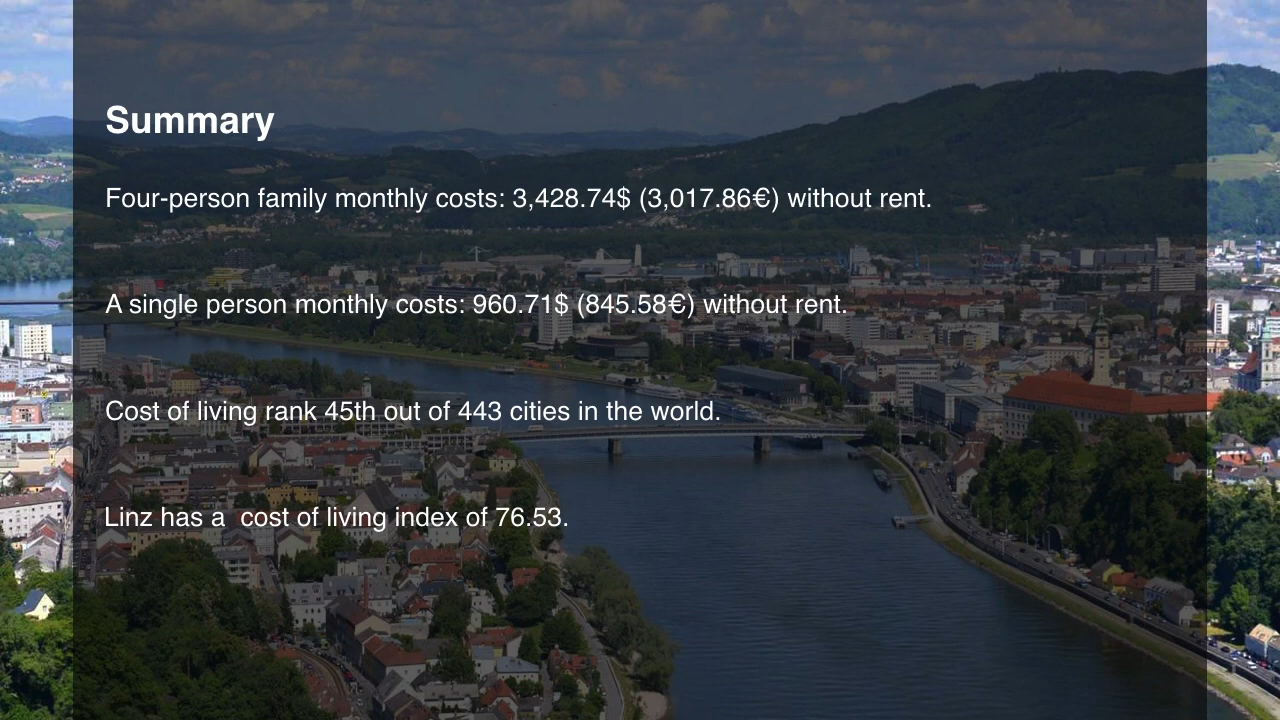 Summary
Four-person family monthly costs: 3,428.74$ (3,017.86€) without rent.
A single person monthly costs: 960.71$ (845.58€) without rent.
Cost of living rank 45th out of 443 cities in the world.
Linz has a  cost of living index of 76.53.